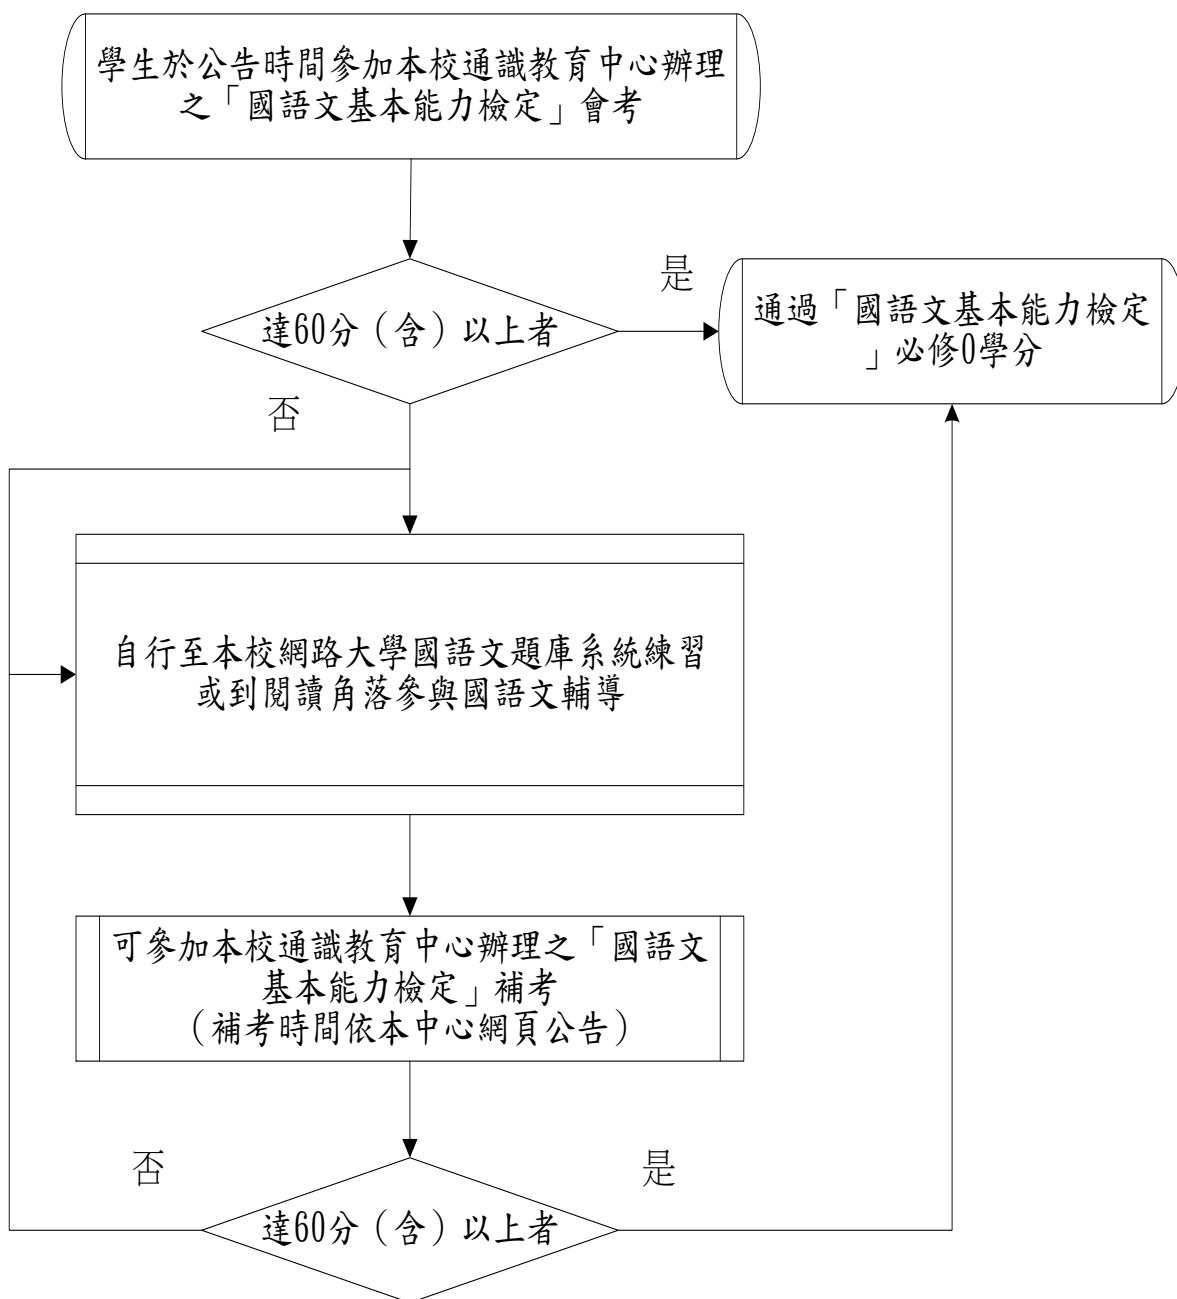 學生於公告時間參加本校通識教育中心辦理
之「國語文基本能力檢定」會考
是
達60分（含）以上者
通過「國語文基本能力檢定
」必修0學分
否
自行至本校網路大學國語文題庫系統練習
或到閱讀角落參與國語文輔導
可參加本校通識教育中心辦理之「國語文
基本能力檢定」補考
（補考時間依本中心網頁公告）
否
是
達60分（含）以上者